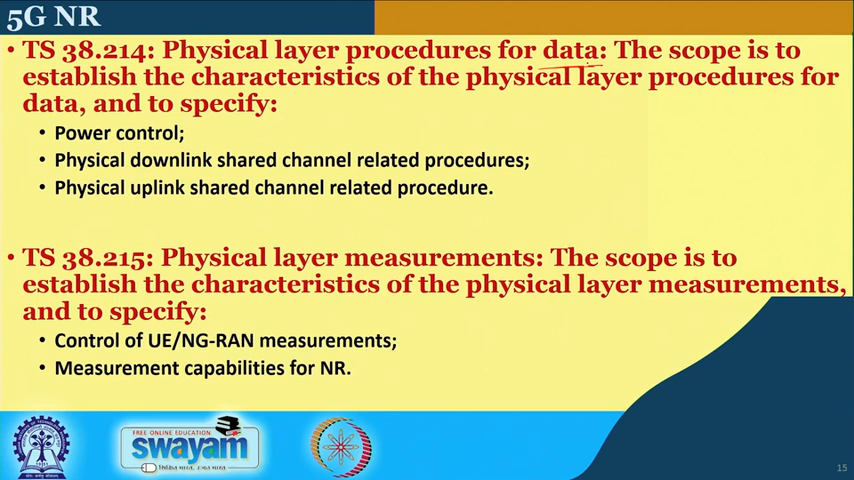 5G NR
• TS 38.214: Physical layer procedures for data: The scope is to
establish the characteristics of the physical layer procedures for
data, and to specify:
• Power control;
• Physical downlink shared channel related procedures;
• Physical uplink shared channel related procedure.
• TS 38.215: Physical layer measurements: The scope is to
establish the characteristics of the physical layer measurements,
and to specify:
• Control of UE/NG-RAN measurements;
• Measurement capabilities for NR.
FREE ONLINE EDUCATION
swayam
15